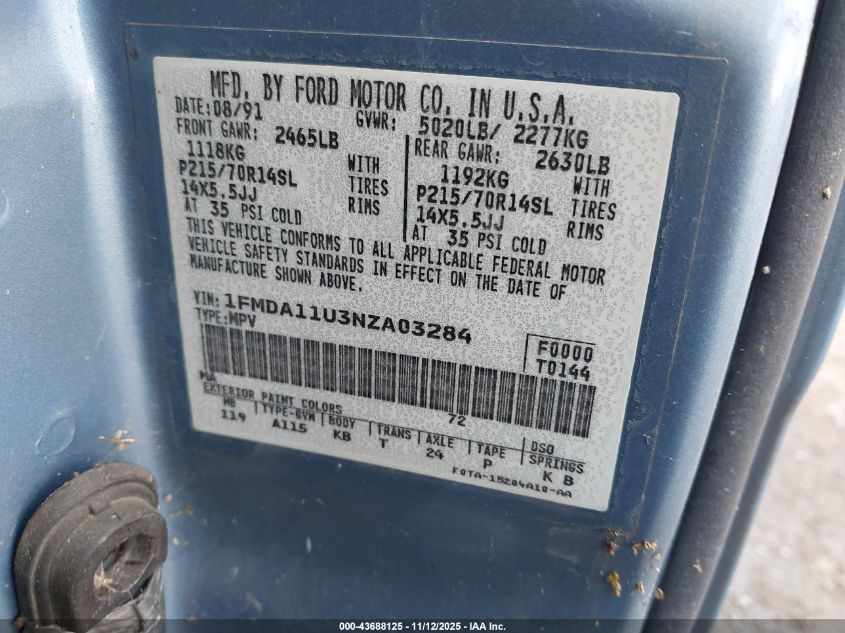 MFD. BY FORD MOTOR CO. IN U.S.A.
DATE: 08/91 GVWR: 5020LB/ 2277KG
FRONT GAWR: 2465LB REAR GAWR: 2630LB
1118KG WITH 1192KG WITH
P215/70R14SL TIRES P215/70R14SL TIRES
14X5.5JJ RIMS 14X5.5JJ RIMS
AT 35 PSI COLD AT 35 PSI COLD
THIS VEHICLE CONFORMS TO ALL APPLICABLE FEDERAL MOTOR
VEHICLE SAFETY STANDARDS IN EFFECT ON THE DATE OF
MANUFACTURE SHOWN ABOVE.
VIN: 1FMDA11U3NZA03284
TYPE: MPV
F0000
T0144
EXTERIOR PAINT COLORS 72
WB TYPE-GVM BODY TRANS AXLE TAPE DSO SPRINGS
119 A115 KB T 24 P K B
F0TA-15204A10-AA
000-43688125 - 11/12/2025 - IAA Inc.